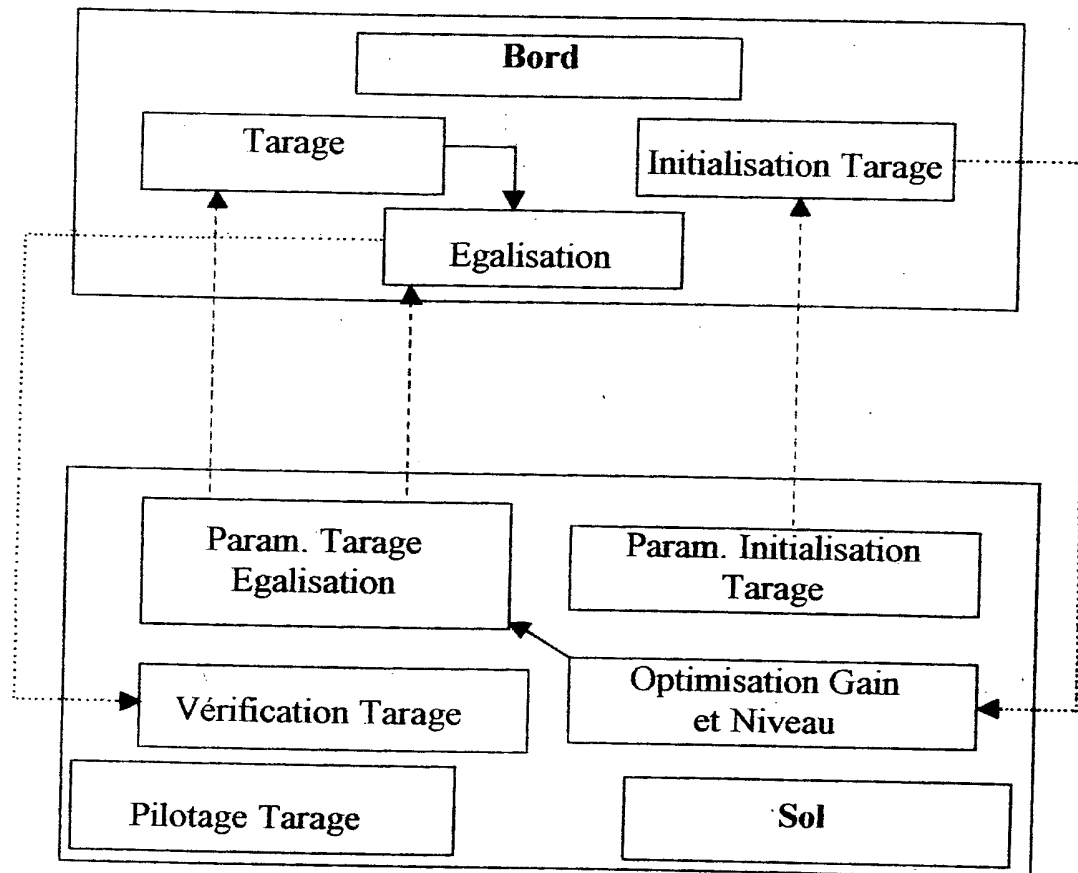 Bord
Tarage
Initialisation Tarage
Egalisation
Param. Tarage
Egalisation
Param. Initialisation
Tarage
Vérification Tarage
Optimisation Gain
et Niveau
Pilotage Tarage
Sol